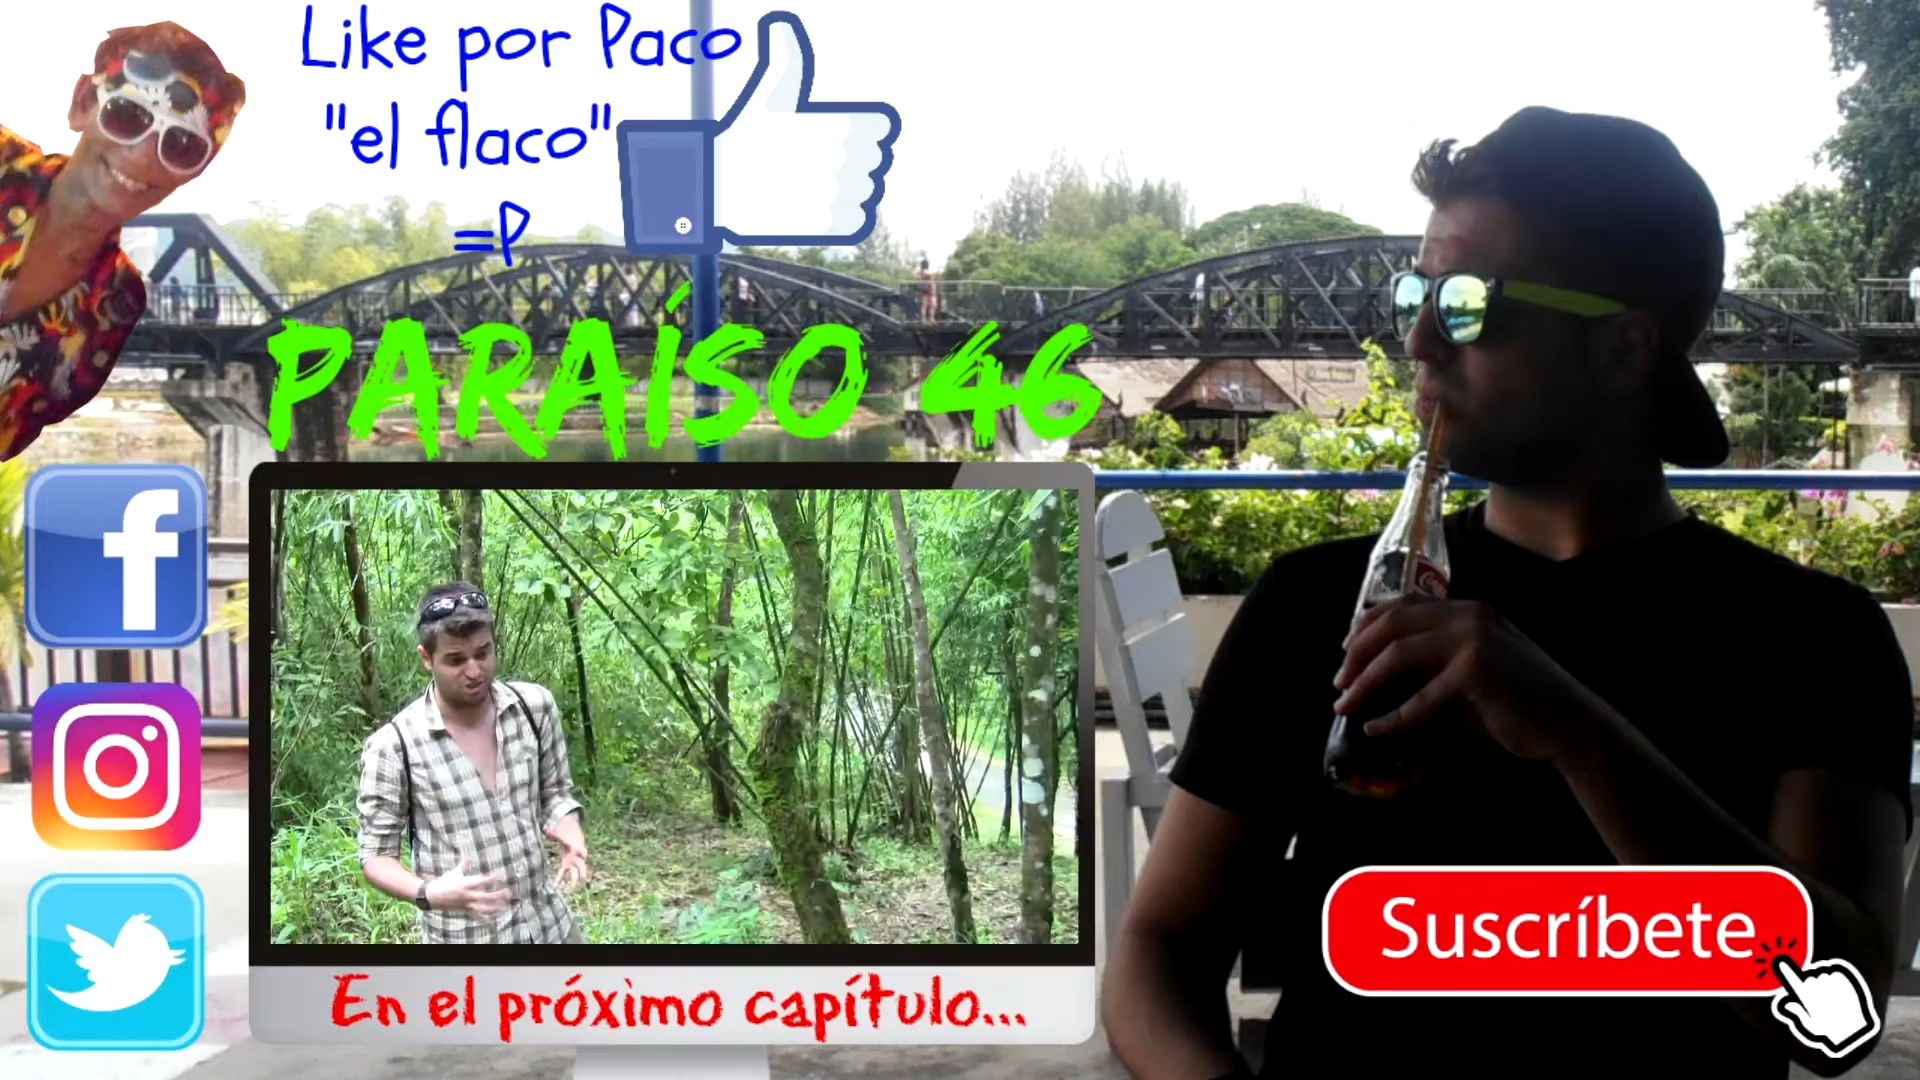 Like por Paco
"el flaco"
=P
PARAÍSO 46
En el próximo capítulo...
Suscríbete